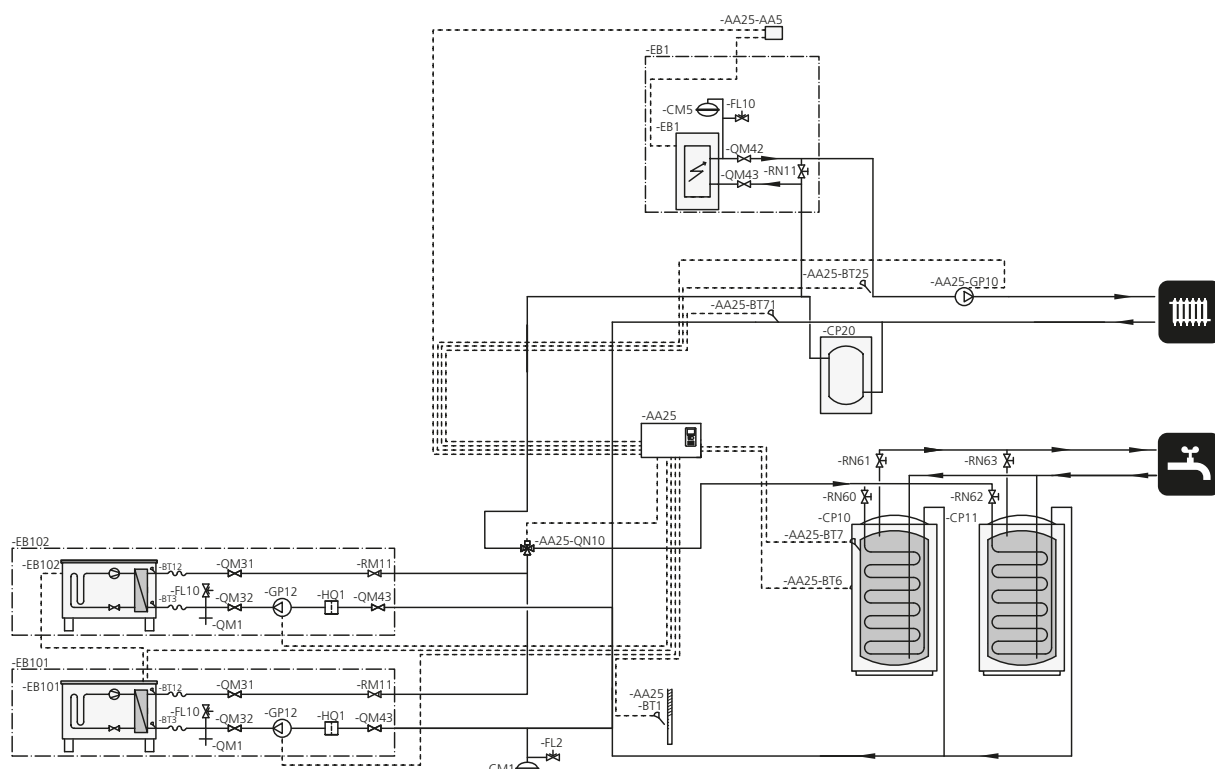 -AA25-AA5
-EB1
-CM5
-FL10
-EB1
-QM42
-QM43
-RN11
-AA25-BT25
-AA25-GP10
-AA25-BT71
-CP20
-AA25
-RN61
-RN63
-RN60
-RN62
-CP10
-CP11
-AA25-QN10
-AA25-BT7
-AA25-BT6
-EB102
-EB102
-BT12
-QM31
-RM11
-FL10
-BT3
-QM32
-GP12
-HQ1
-QM43
-QM1
-EB101
-EB101
-BT12
-QM31
-RM11
-FL10
-BT3
-QM32
-GP12
-HQ1
-QM43
-QM1
-AA25
-BT1
-FL2
-CM1